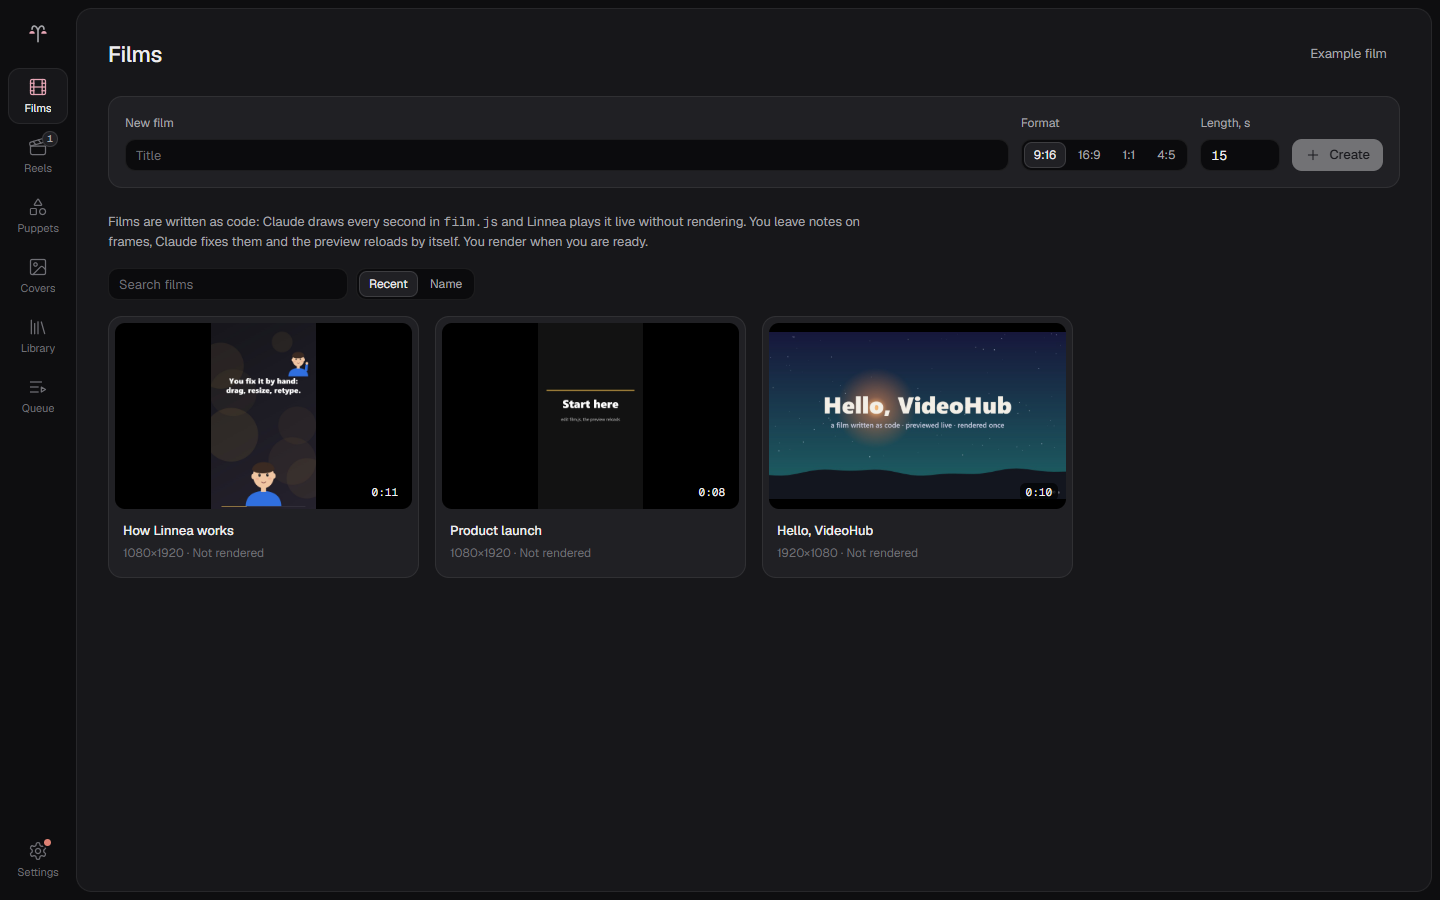 Films
Example film
Films
1
Reels
Puppets
Covers
Library
Queue
Settings
New film
Format
Length, s
Title
9:16
16:9
1:1
4:5
15
Create
Films are written as code: Claude draws every second in film.js and Linnea plays it live without rendering. You leave notes on
frames, Claude fixes them and the preview reloads by itself. You render when you are ready.
Search films
Recent
Name
You fix it by hand:
drag, resize, retype.
0:11
How Linnea works
1080×1920 · Not rendered
Start here
edit film.js, the preview reloads
0:08
Product launch
1080×1920 · Not rendered
Hello, VideoHub
a film written as code · previewed live · rendered once
0:10
Hello, VideoHub
1920×1080 · Not rendered